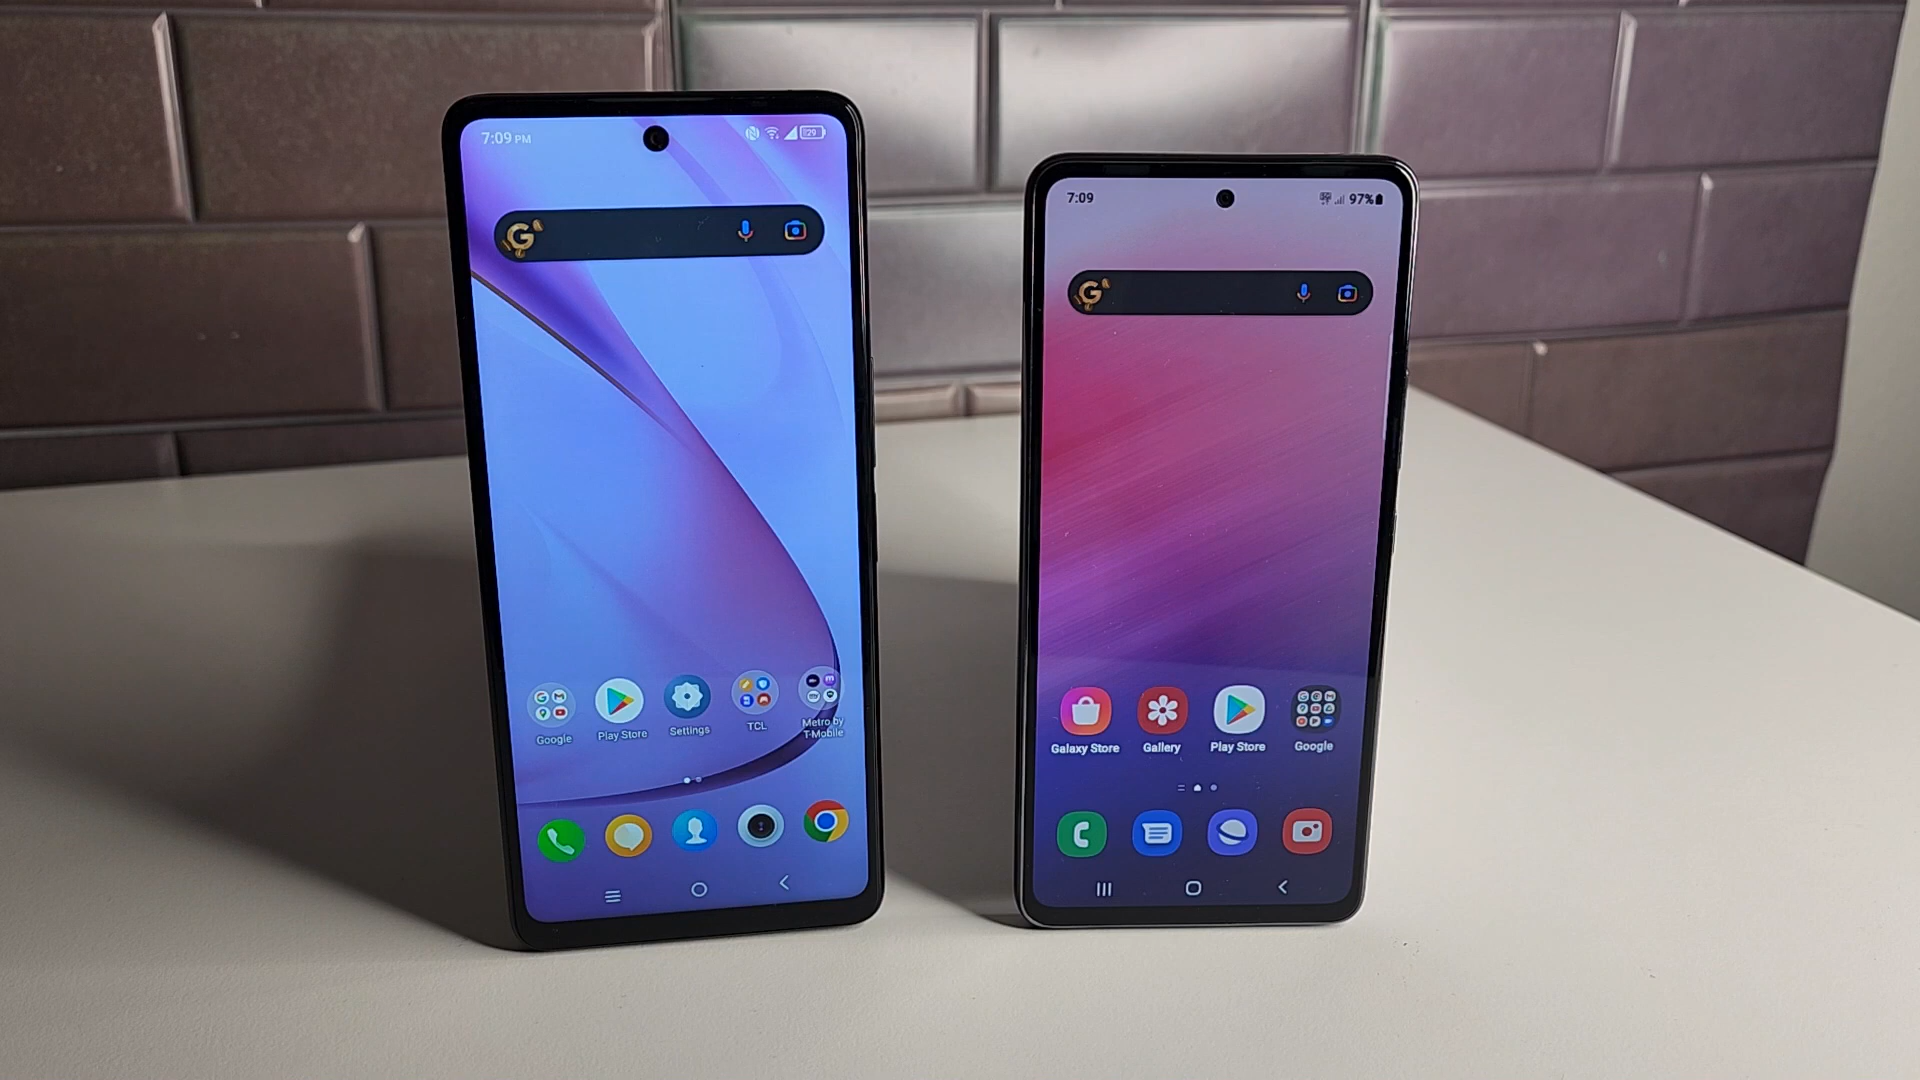 7:09 PM
29
G
Google
Play Store
Settings
TCL
Metro by
T-Mobile
7:09
97%
G
Galaxy Store
Gallery
Play Store
Google